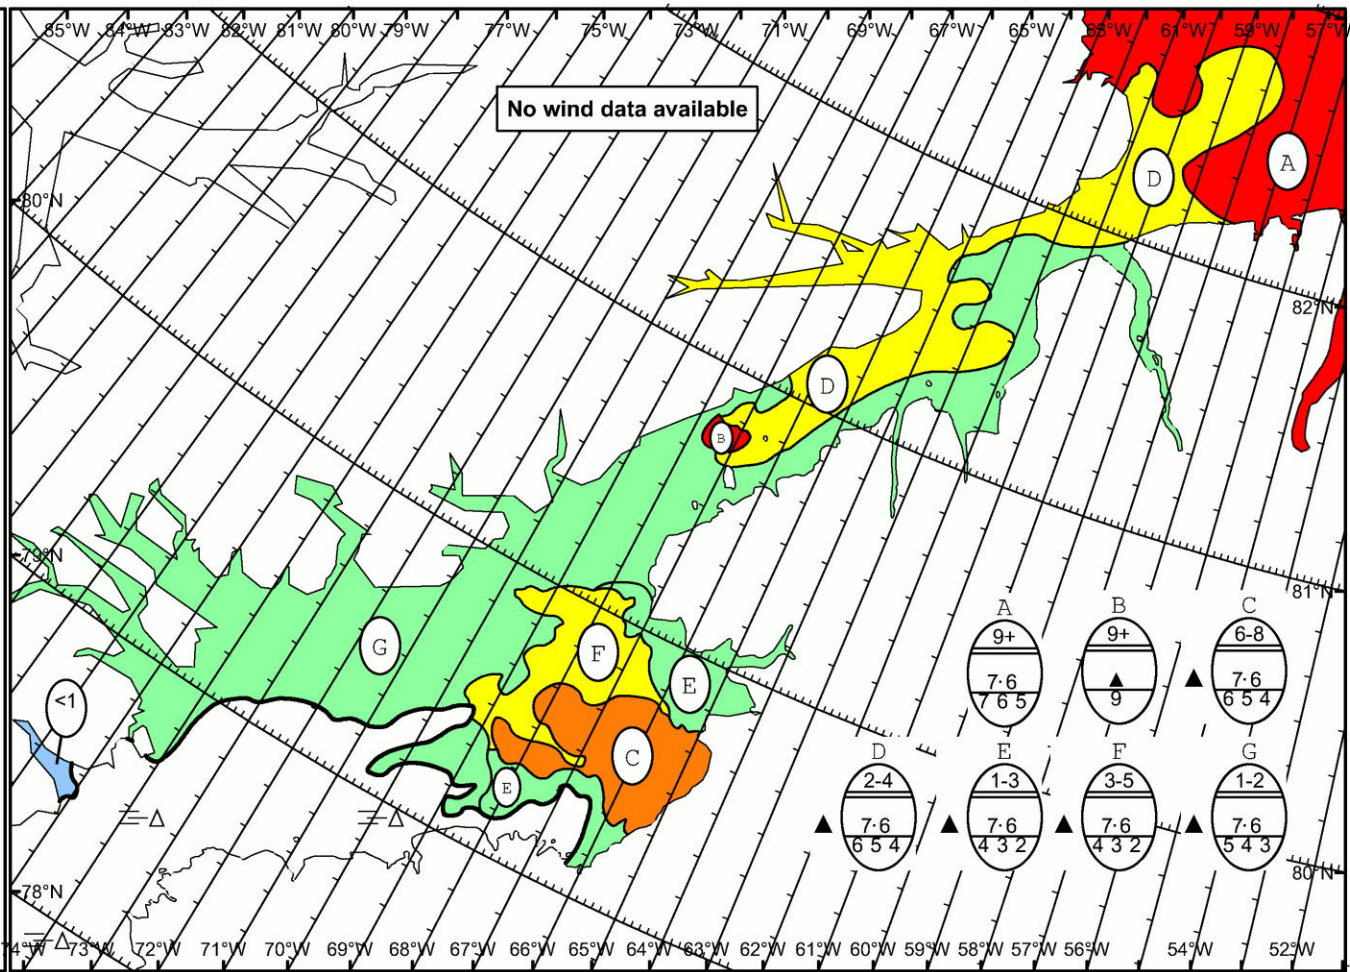 85°W 84°W 83°W 82°W 81°W 80°W 79°W 77°W 75°W 73°W 71°W 69°W 67°W 65°W 63°W 61°W 59°W 57°W
No wind data available
A
D
80°N
82°N
D
B
79°N
81°N
A B C
9+ 9+ 6-8
G F E
7·6 ▲ ▲ 7·6
7 6 5 9 6 5 4
<1
C
D E F G
2-4 1-3 3-5 1-2
E
▲ 7·6 ▲ 7·6 ▲ 7·6 ▲ 7·6
6 5 4 4 3 2 4 3 2 5 4 3
78°N
80°N
74°W 73°W 72°W 71°W 70°W 69°W 68°W 67°W 66°W 65°W 64°W 63°W 62°W 61°W 60°W 59°W 58°W 57°W 56°W 54°W 52°W